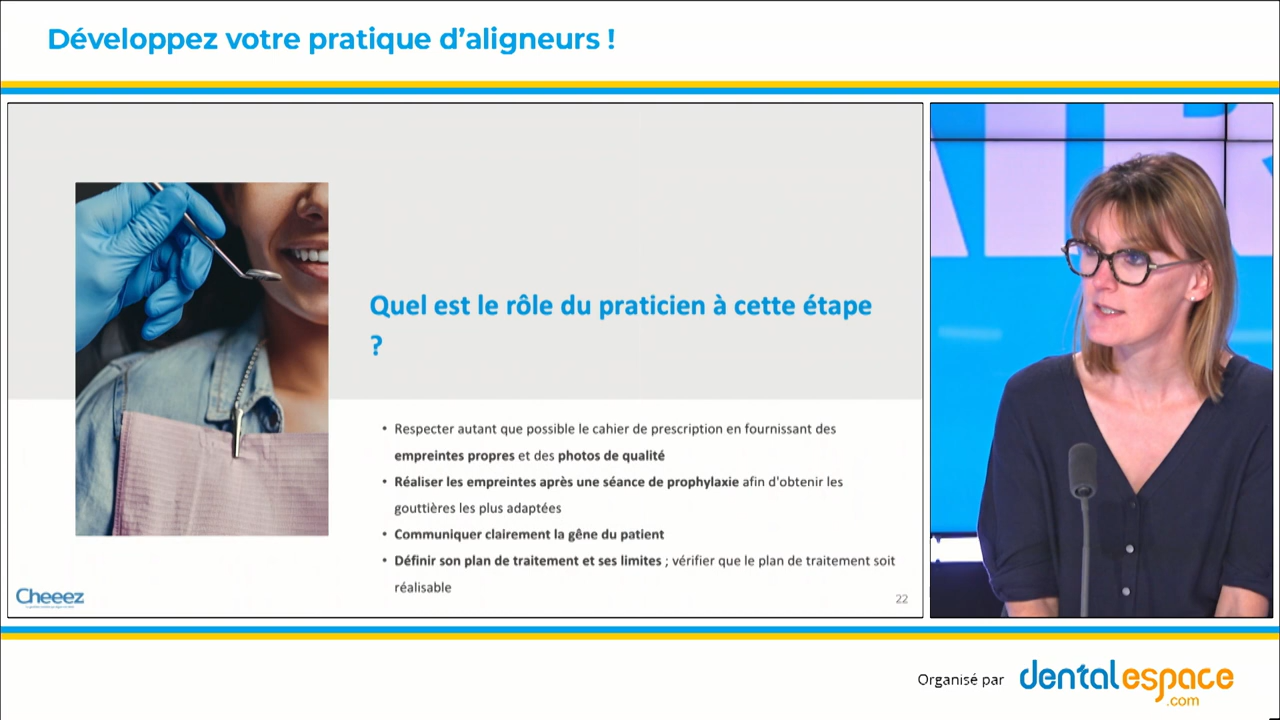 Développez votre pratique d'aligneurs !
Quel est le rôle du praticien à cette étape
?
• Respecter autant que possible le cahier de prescription en fournissant des
empreintes propres et des photos de qualité
• Réaliser les empreintes après une séance de prophylaxie afin d'obtenir les
gouttières les plus adaptées
• Communiquer clairement la gêne du patient
• Définir son plan de traitement et ses limites ; vérifier que le plan de traitement soit
réalisable
Cheeez
22
Organisé par
dentalespace
.com